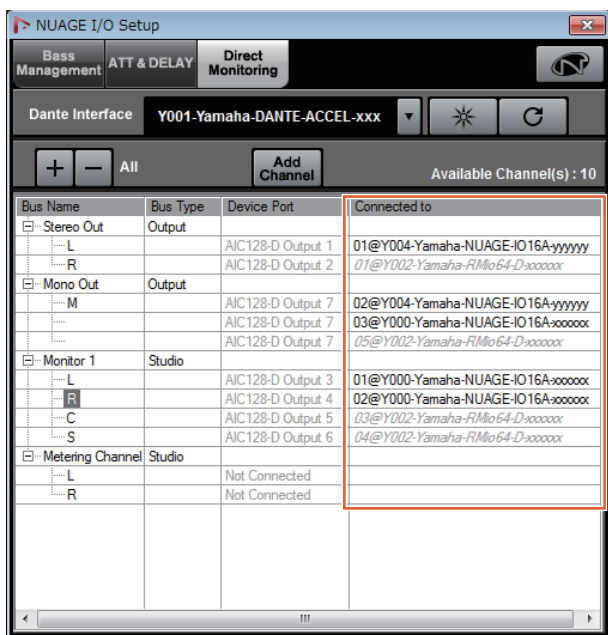 NUAGE I/O Setup
Bass Management ATT & DELAY Direct Monitoring
Dante Interface Y001-Yamaha-DANTE-ACCEL-xxx
+ - All Add Channel Available Channel(s) : 10
Bus Name Bus Type Device Port Connected to
Stereo Out Output
L AIC128-D Output 1 01@Y004-Yamaha-NUAGE-IO16A-yyyyyy
R AIC128-D Output 2 01@Y002-Yamaha-RMio64-D-xxxxxx
Mono Out Output
M AIC128-D Output 7 02@Y004-Yamaha-NUAGE-IO16A-yyyyyy
AIC128-D Output 7 03@Y000-Yamaha-NUAGE-IO16A-xxxxxx
AIC128-D Output 7 05@Y002-Yamaha-RMio64-D-xxxxxx
Monitor 1 Studio
L AIC128-D Output 3 01@Y000-Yamaha-NUAGE-IO16A-xxxxxx
R AIC128-D Output 4 02@Y000-Yamaha-NUAGE-IO16A-xxxxxx
C AIC128-D Output 5 03@Y002-Yamaha-RMio64-D-xxxxxx
S AIC128-D Output 6 04@Y002-Yamaha-RMio64-D-xxxxxx
Metering Channel Studio
L Not Connected
R Not Connected